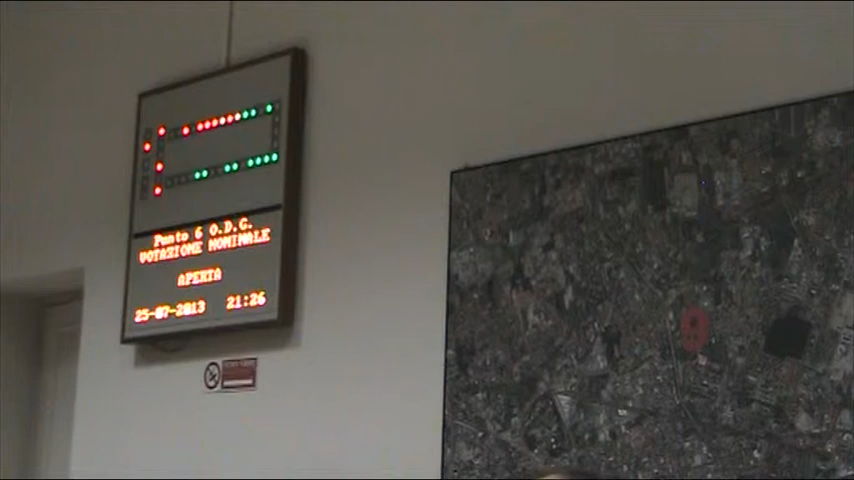 Punto 6 O.D.G.
VOTAZIONE NOMINALE
APERTA
25-07-2013 21:26